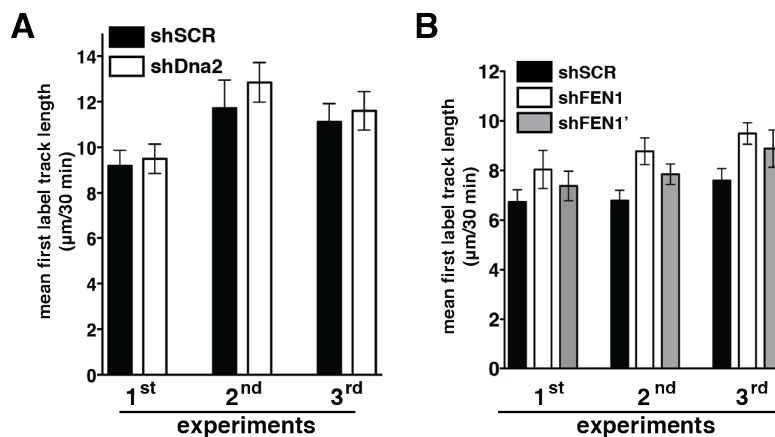 A
shSCR
shDna2
mean first label track length
(µm/30 min)
14
12
10
8
6
4
2
0
1st 2nd 3rd
experiments
B
shSCR
shFEN1
shFEN1’
mean first label track length
(µm/30 min)
12
10
8
6
4
2
0
1st 2nd 3rd
experiments